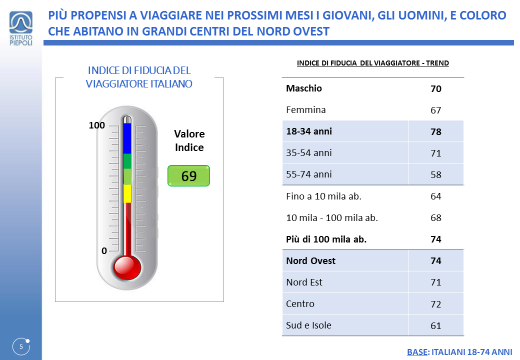 PIÙ PROPENSI A VIAGGIARE NEI PROSSIMI MESI I GIOVANI, GLI UOMINI, E COLORO
CHE ABITANO IN GRANDI CENTRI DEL NORD OVEST
ISTITUTO
PIEPOLI
INDICE DI FIDUCIA DEL
VIAGGIATORE ITALIANO
100
0
Valore
Indice
69
INDICE DI FIDUCIA DEL VIAGGIATORE - TREND
Maschio 70
Femmina 67
18-34 anni 78
35-54 anni 71
55-74 anni 58
Fino a 10 mila ab. 64
10 mila - 100 mila ab. 68
Più di 100 mila ab. 74
Nord Ovest 74
Nord Est 71
Centro 72
Sud e Isole 61
5
BASE: ITALIANI 18-74 ANNI